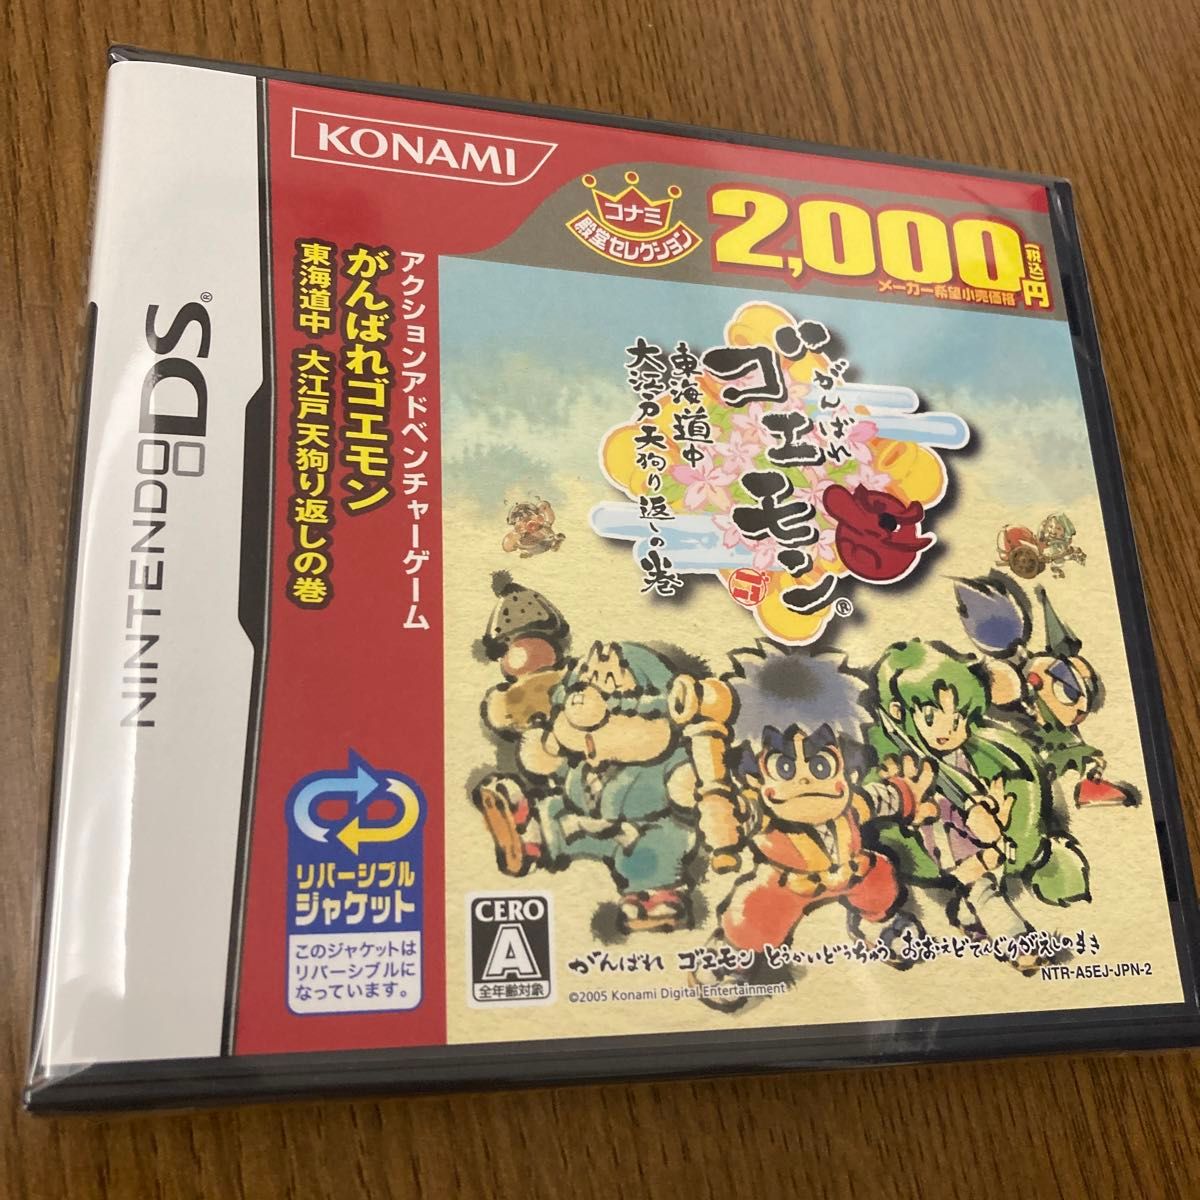 KONAMI
コナミ
殿堂セレクション
2,000円
(税込)
メーカー希望小売価格
NINTENDO DS®
アクションアドベンチャーゲーム
がんばれゴエモン
東海道中 大江戸天狗り返しの巻
がんばれ
ゴエモン®
東海道中
大江戸天狗り返しの巻
リバーシブル
ジャケット
このジャケットは
リバーシブルに
なっています。
CERO
A
全年齢対象
がんばれ ゴエモン とうかいどうちゅう おおえどてんぐりがえしのまき
©2005 Konami Digital Entertainment
NTR-A5EJ-JPN-2